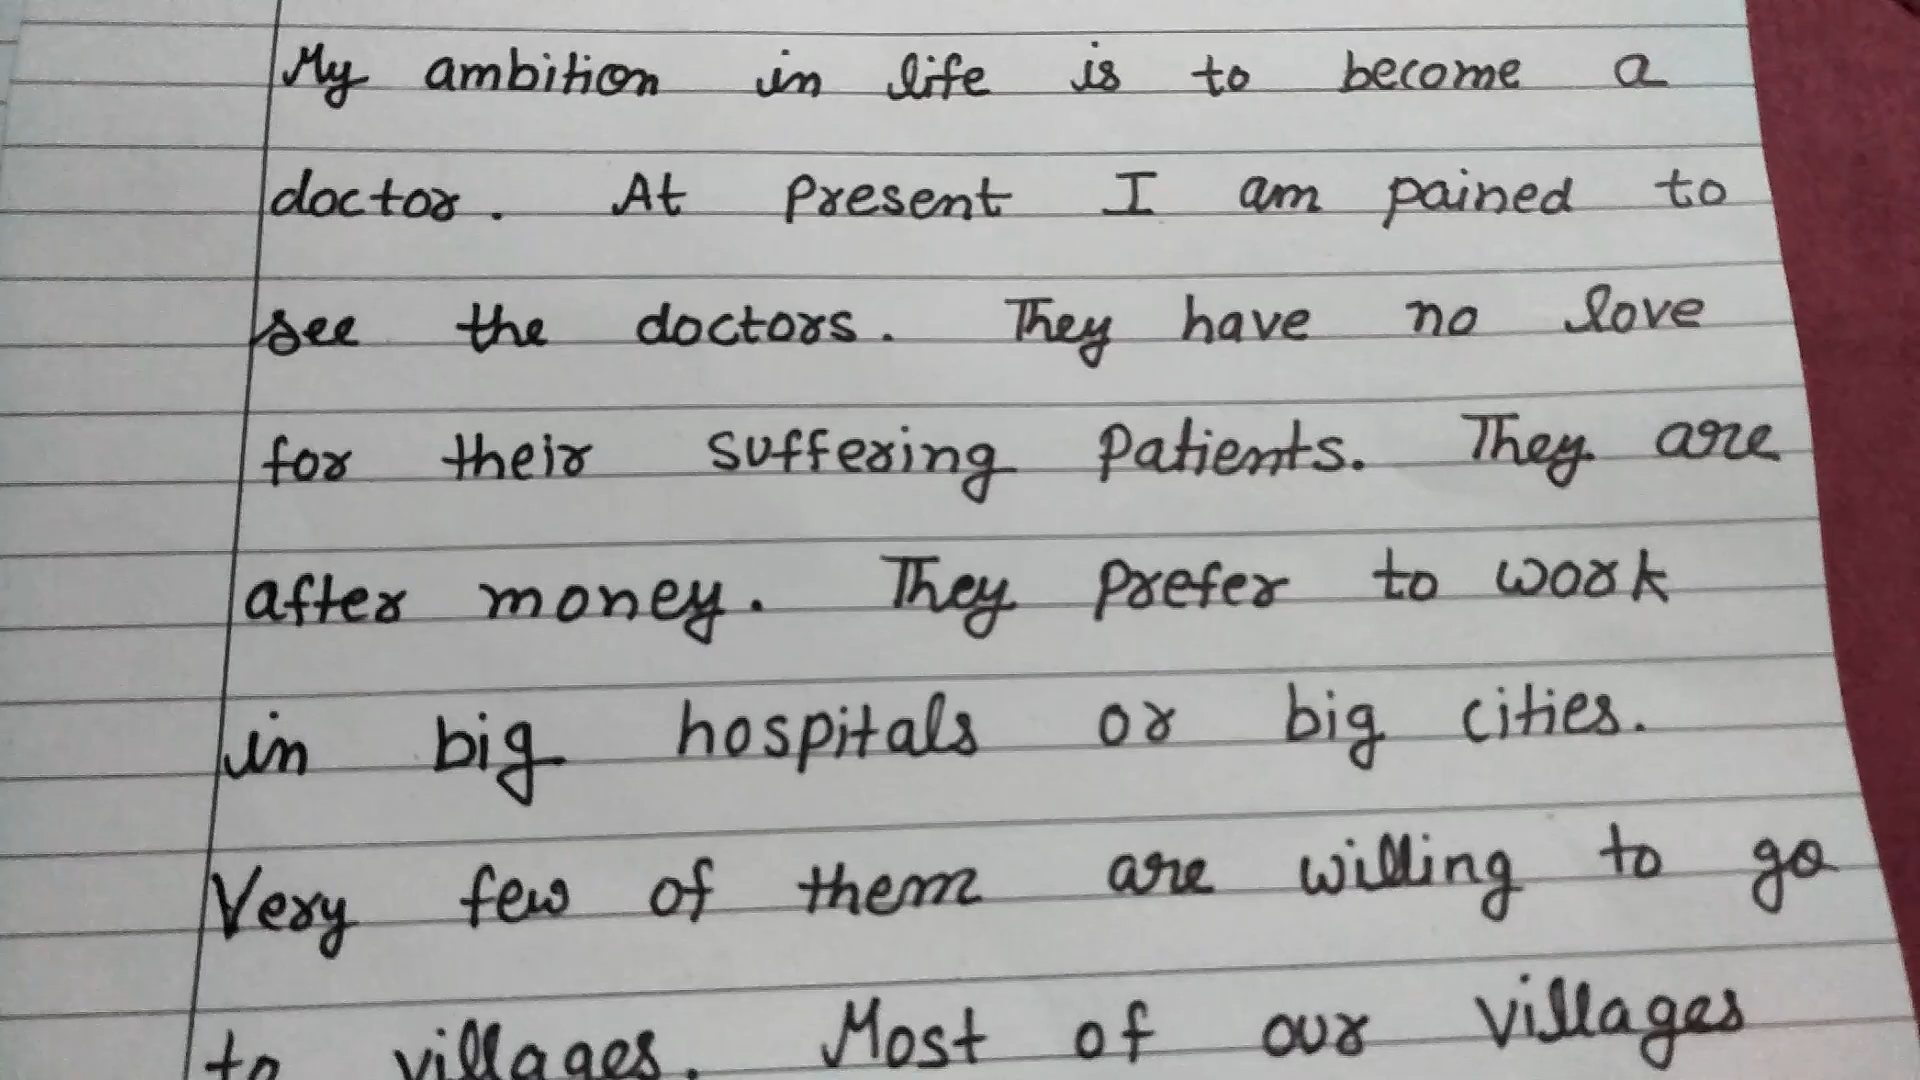 My ambition in life is to become a
doctor. At present I am pained to
see the doctors. They have no love
for their suffering patients. They are
after money. They prefer to work
in big hospitals or big cities.
Very few of them are willing to go
to villages. Most of our villages